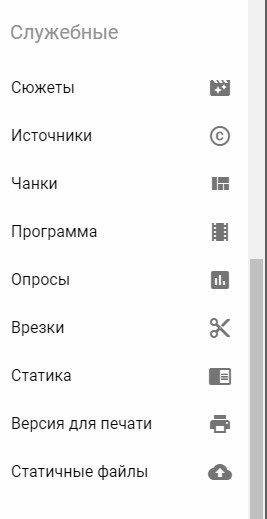 Служебные
Сюжеты
Источники
Чанки
Программа
Опросы
Врезки
Статика
Версия для печати
Статичные файлы